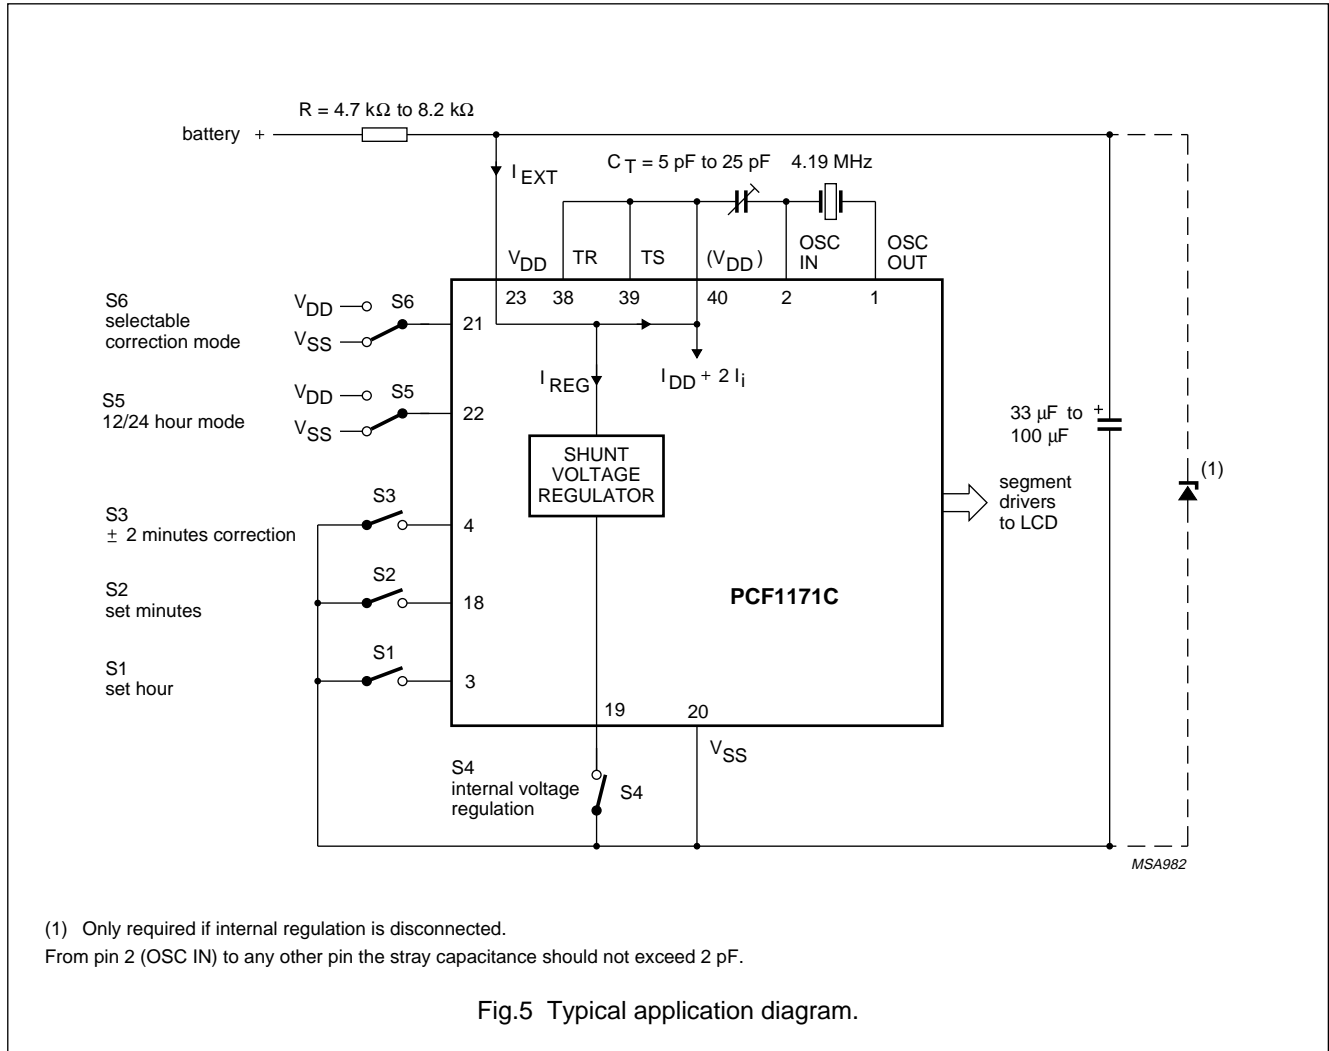 R = 4.7 kΩ to 8.2 kΩ
battery +
I EXT
C T = 5 pF to 25 pF 4.19 MHz
V DD TR TS (V DD ) OSC IN OSC OUT
23 38 39 40 2 1
S6
selectable
correction mode
V DD
V SS
S6
21
I REG
I DD + 2 I i
S5
12/24 hour mode
V DD
V SS
S5
22
SHUNT
VOLTAGE
REGULATOR
33 µF to
100 µF
+
(1)
segment
drivers
to LCD
S3
± 2 minutes correction
S3
4
S2
set minutes
S2
18
PCF1171C
S1
set hour
S1
3
19 20
V SS
S4
internal voltage
regulation
S4
MSA982
(1) Only required if internal regulation is disconnected.
From pin 2 (OSC IN) to any other pin the stray capacitance should not exceed 2 pF.
Fig.5 Typical application diagram.